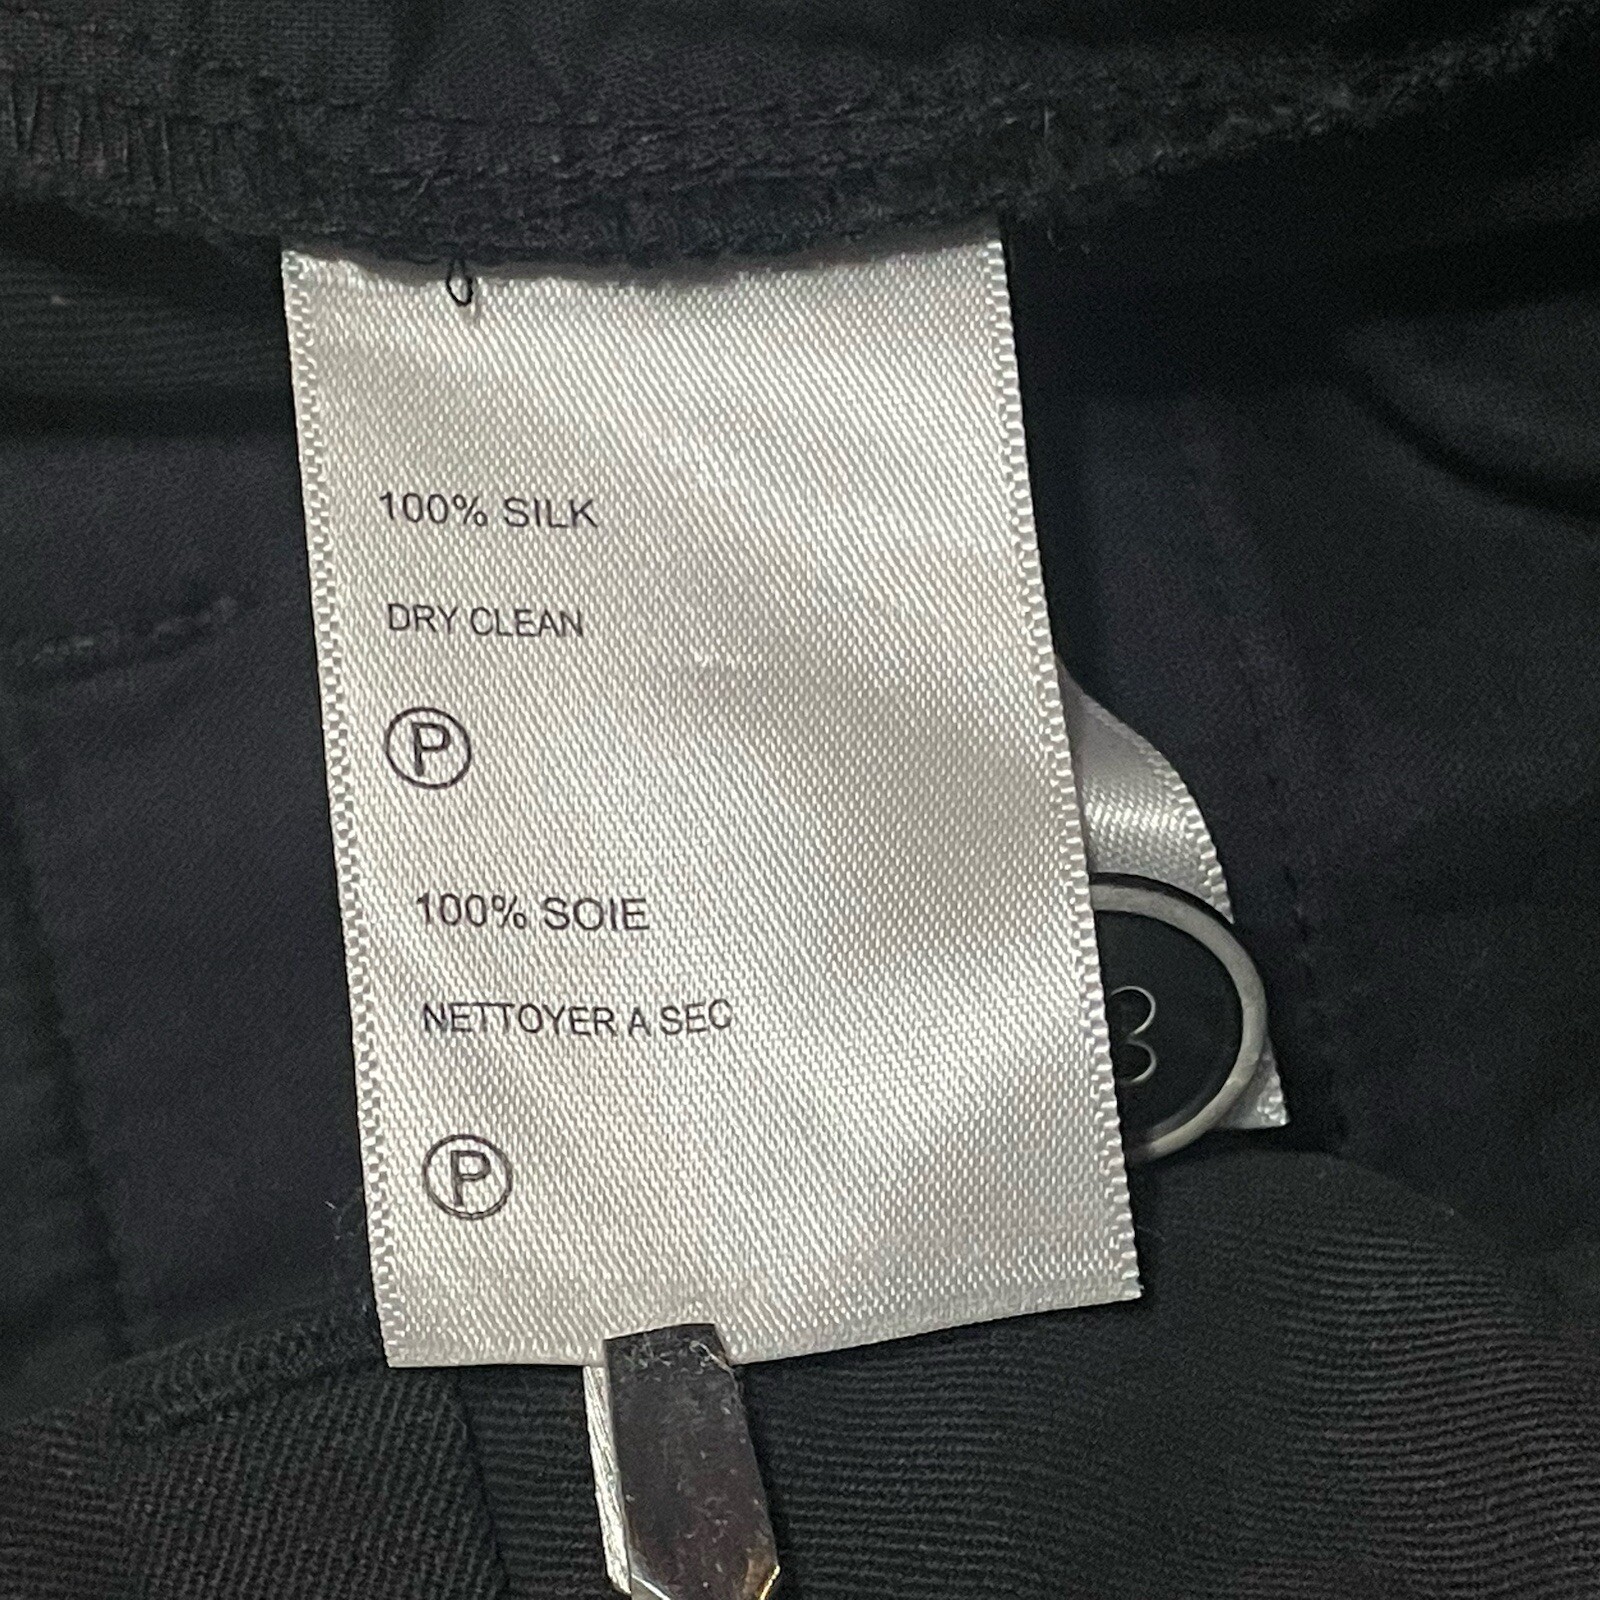 100% SILK
DRY CLEAN
P
100% SOIE
NETTOYER A SEC
P